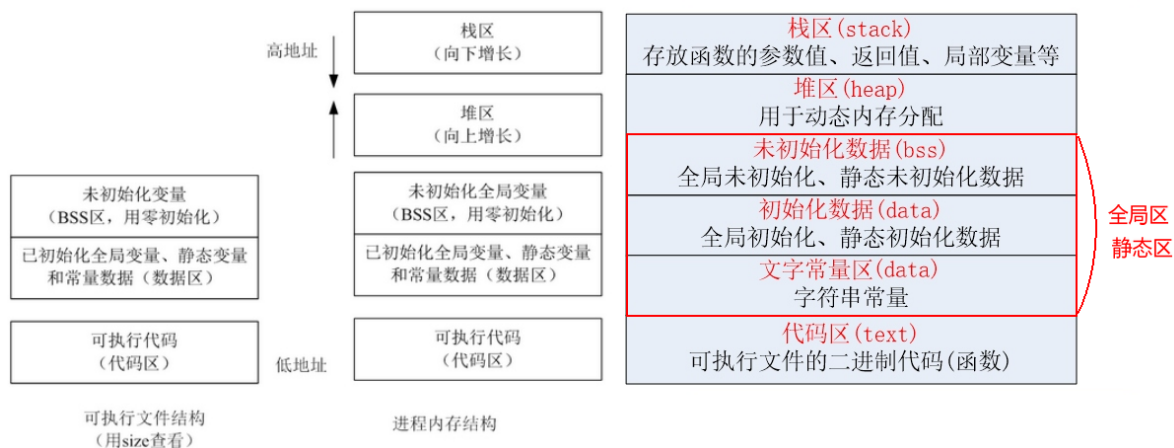 高地址
栈区
（向下增长）
堆区
（向上增长）
未初始化变量
（BSS区，用零初始化）
已初始化全局变量、静态变量
和常量数据（数据区）
可执行代码
（代码区）
可执行文件结构
（用size查看）
未初始化全局变量
（BSS区，用零初始化）
已初始化全局变量、静态变量
和常量数据（数据区）
低地址
可执行代码
（代码区）
进程内存结构
栈区(stack)
存放函数的参数值、返回值、局部变量等
堆区(heap)
用于动态内存分配
未初始化数据(bss)
全局未初始化、静态未初始化数据
初始化数据(data)
全局初始化、静态初始化数据
文字常量区(data)
字符串常量
代码区(text)
可执行文件的二进制代码(函数)
全局区
静态区